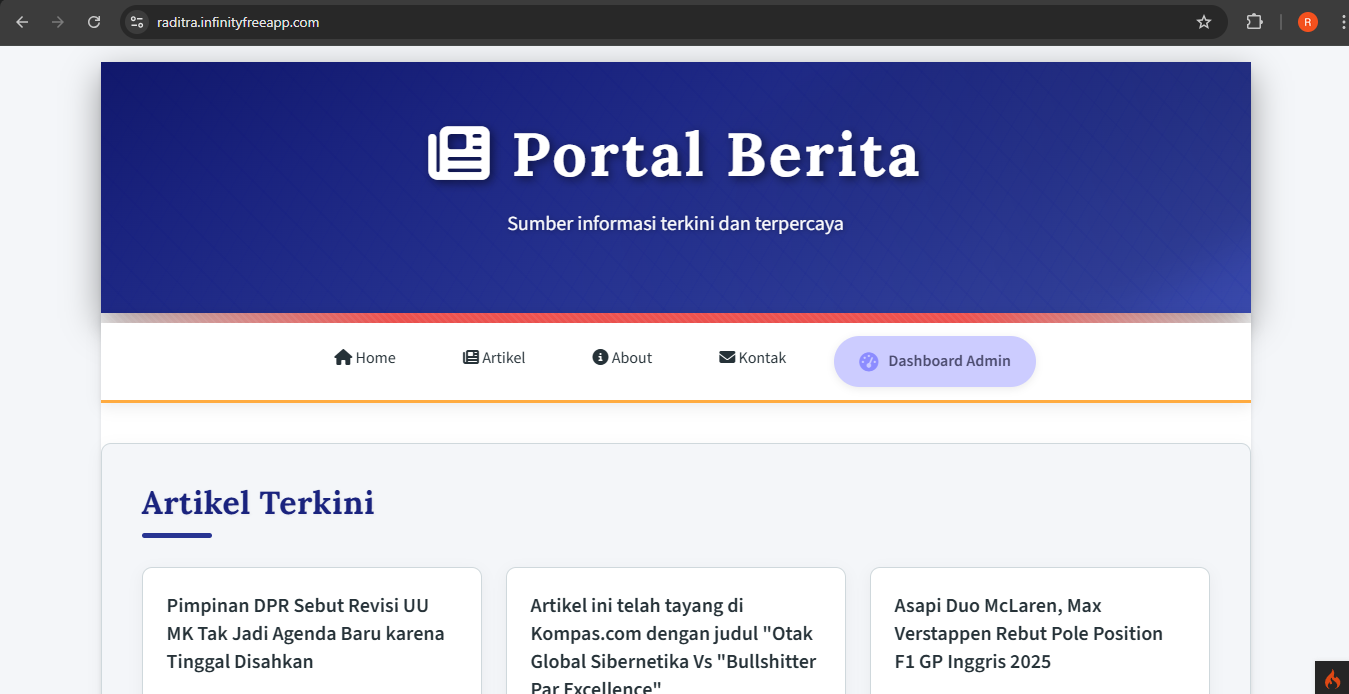 raditra.infinityfreeapp.com
R
Portal Berita
Sumber informasi terkini dan terpercaya
Home
Artikel
About
Kontak
Dashboard Admin
Artikel Terkini
Pimpinan DPR Sebut Revisi UU
MK Tak Jadi Agenda Baru karena
Tinggal Disahkan
Artikel ini telah tayang di
Kompas.com dengan judul "Otak
Global Sibernetika Vs "Bullshitter
Par Excellence"
Asapi Duo McLaren, Max
Verstappen Rebut Pole Position
F1 GP Inggris 2025